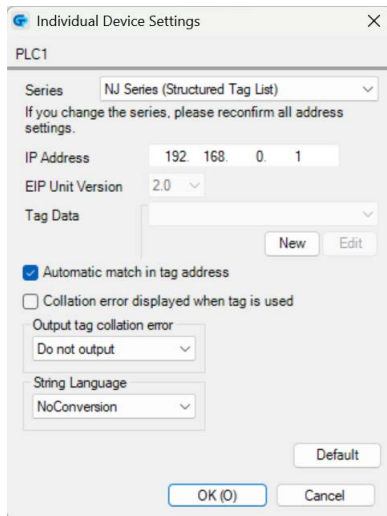 Individual Device Settings
PLC1
Series NJ Series (Structured Tag List)
If you change the series, please reconfirm all address
settings.
IP Address 192. 168. 0. 1
EIP Unit Version 2.0
Tag Data
New Edit
Automatic match in tag address
Collation error displayed when tag is used
Output tag collation error
Do not output
String Language
NoConversion
Default
OK (O) Cancel